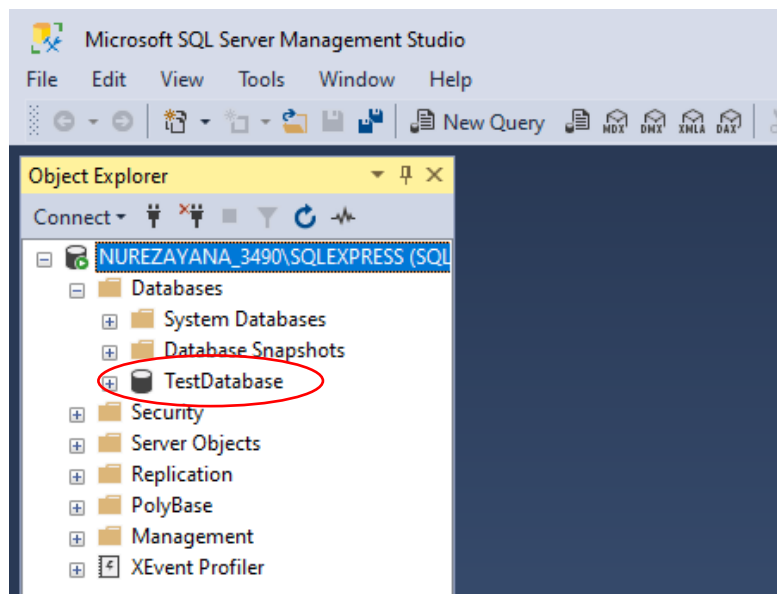 Microsoft SQL Server Management Studio
File Edit View Tools Window Help
New Query MDX DMX XMLA DAX
Object Explorer
Connect
NUREZAYANA_3490\SQLEXPRESS (SQL
Databases
System Databases
Database Snapshots
TestDatabase
Security
Server Objects
Replication
PolyBase
Management
XEvent Profiler